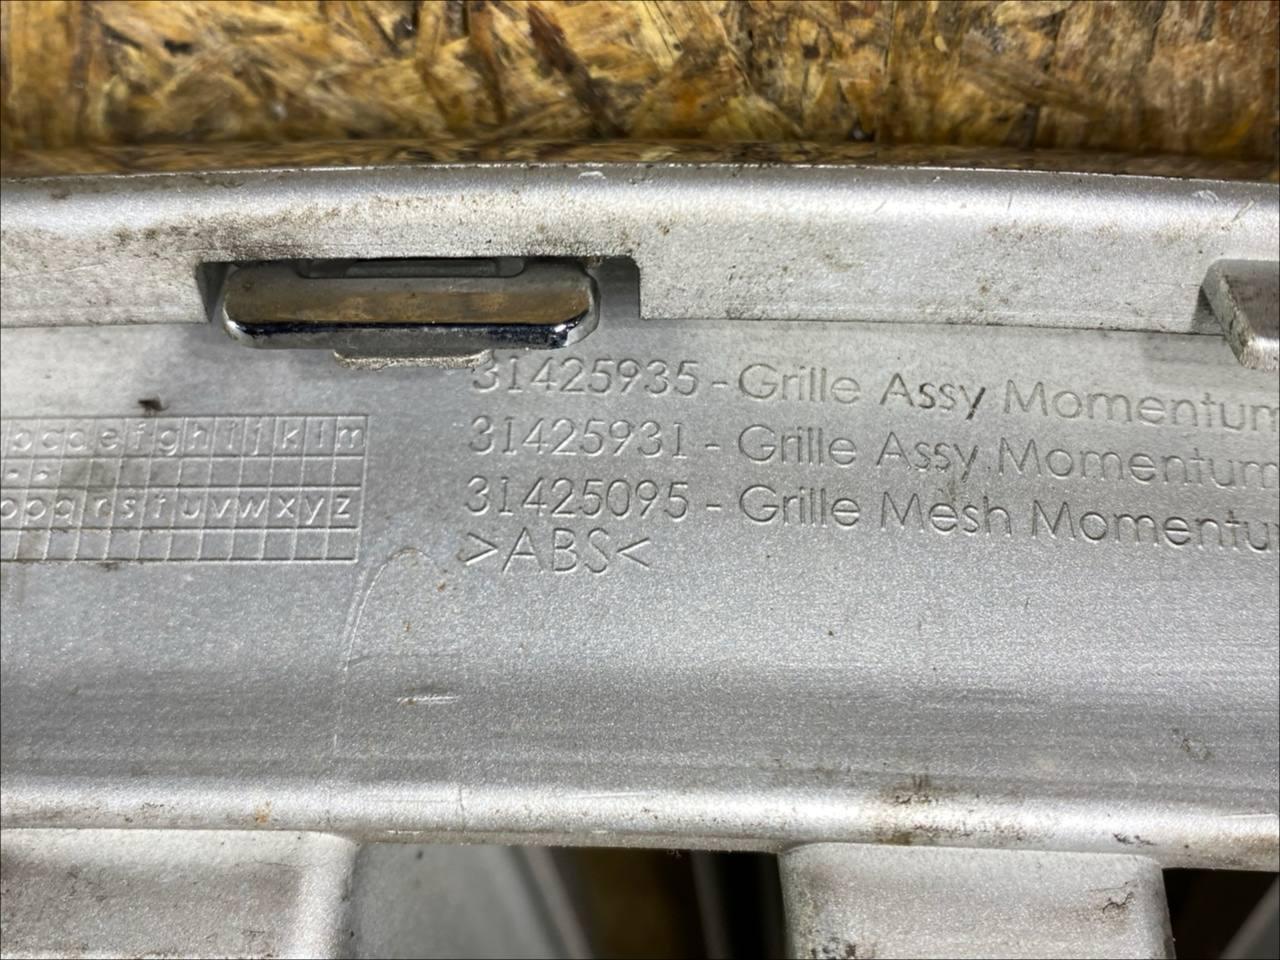 31425935 - Grille Assy Momentum
31425931 - Grille Assy Momentum
31425095 - Grille Mesh Momentu
>ABS<
b c d e f g h i j k l m
o p q r s t u v w x y z